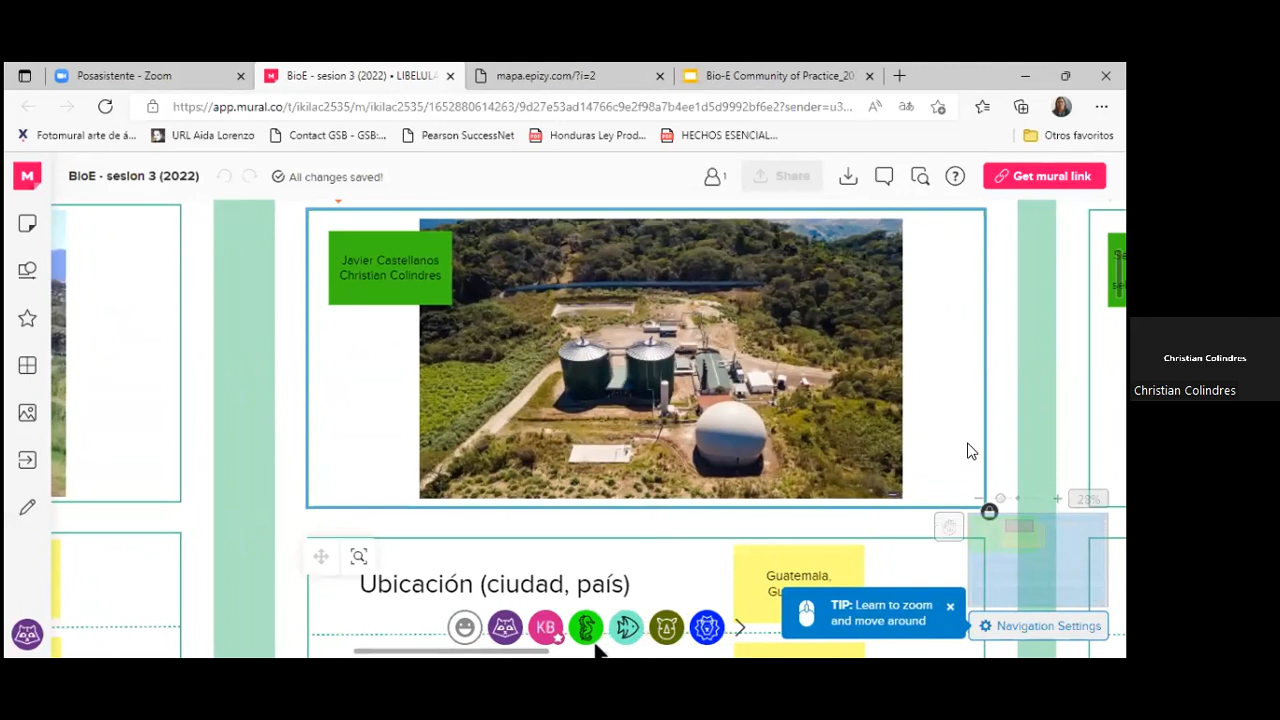 Posasistente - Zoom
BioE - sesion 3 (2022) • LIBELULA
mapa.epizy.com/?i=2
Bio-E Community of Practice_20
https://app.mural.co/t/ikilac2535/m/ikilac2535/1652880614263/9d27e53ad14766c9e2f98a7b4ee1d5d9992bf6e2?sender=u3...
Fotomural arte de á...
URL Aida Lorenzo
Contact GSB - GSB:...
Pearson SuccessNet
Honduras Ley Prod...
HECHOS ESENCIAL...
Otros favoritos
M
BioE - sesion 3 (2022)
All changes saved!
1
Share
Get mural link
Javier Castellanos
Christian Colindres
Christian Colindres
Christian Colindres
28%
Ubicación (ciudad, país)
Guatemala,
TIP: Learn to zoom
and move around
KB
Navigation Settings